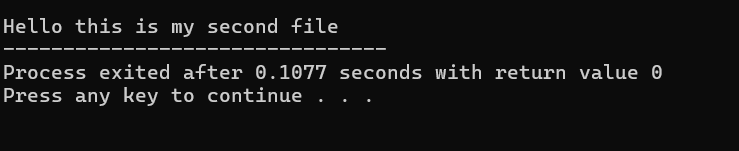 Hello this is my second file
--------------------------------
Process exited after 0.1077 seconds with return value 0
Press any key to continue . . .